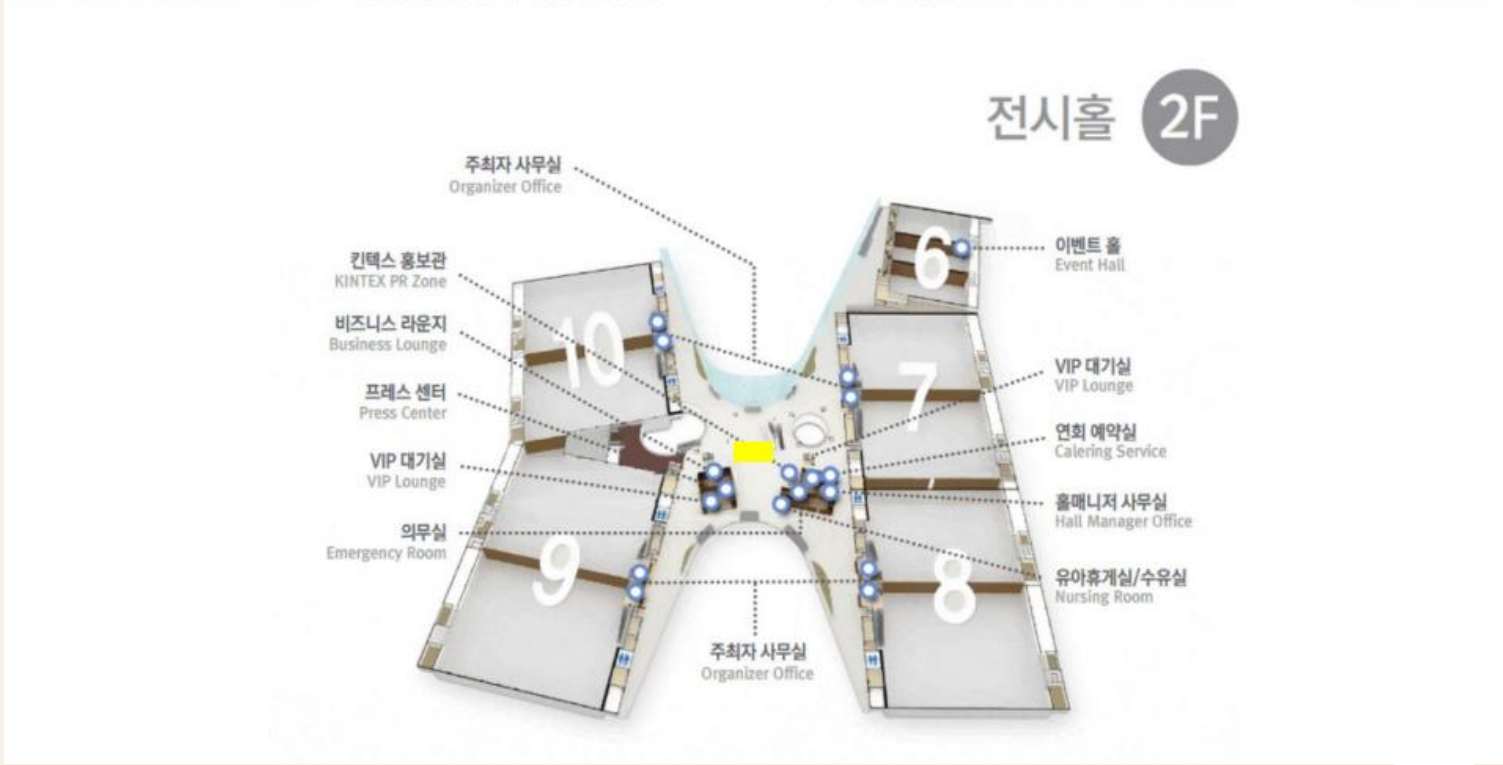 전시홀 2F
주최자 사무실
Organizer Office
킨텍스 홍보관
KINTEX PR Zone
비즈니스 라운지
Business Lounge
프레스 센터
Press Center
VIP 대기실
VIP Lounge
의무실
Emergency Room
10
9
6
7
8
이벤트 홀
Event Hall
VIP 대기실
VIP Lounge
연회 예약실
Calering Service
홀매니저 사무실
Hall Manager Office
유아휴게실/수유실
Nursing Room
주최자 사무실
Organizer Office